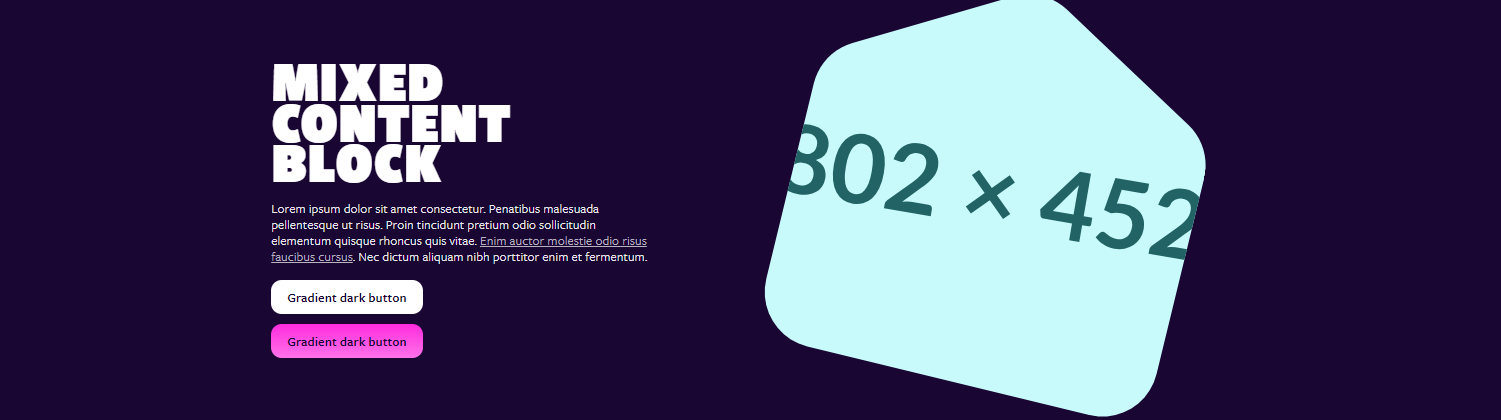 MIXED
CONTENT
BLOCK
Lorem ipsum dolor sit amet consectetur. Penatibus malesuada
pellentesque ut risus. Proin tincidunt pretium odio sollicitudin
elementum quisque rhoncus quis vitae. Enim auctor molestie odio risus
faucibus cursus. Nec dictum aliquam nibh porttitor enim et fermentum.
Gradient dark button
Gradient dark button
802 × 452